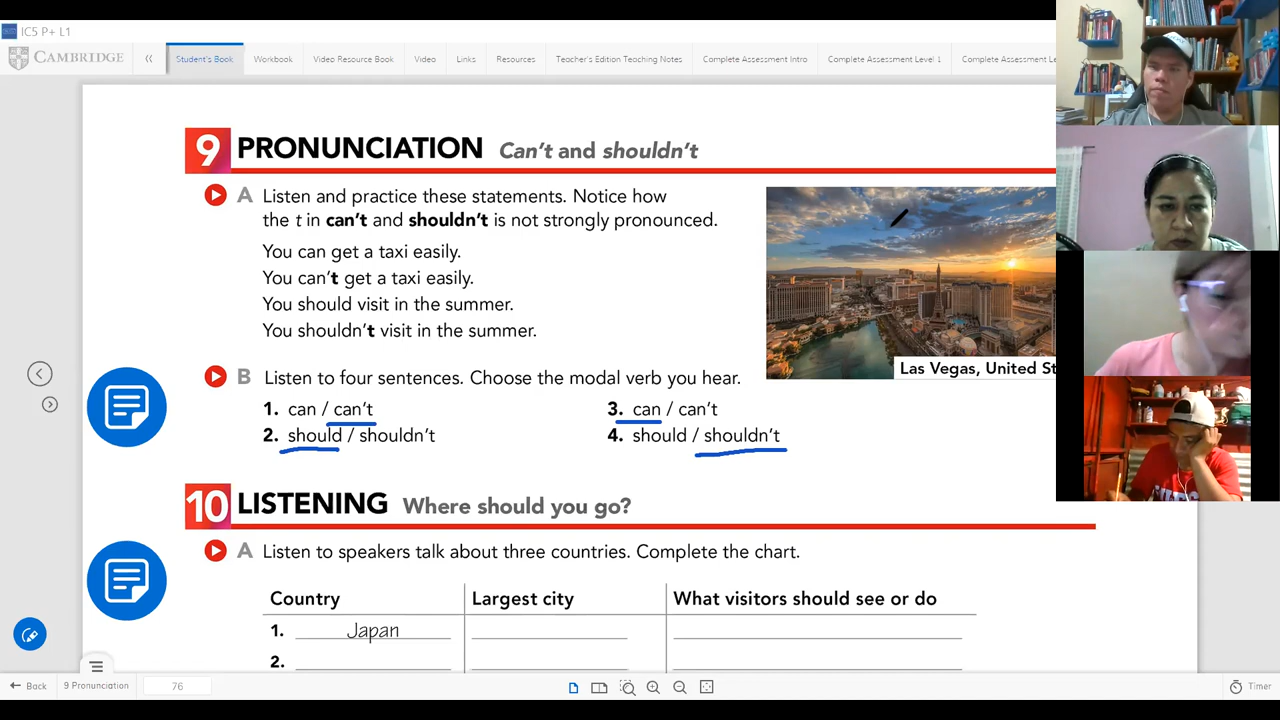 IC5 P+ L1
CAMBRIDGE
Student's Book Workbook Video Resource Book Video Links Resources Teacher's Edition Teaching Notes Complete Assessment Intro Complete Assessment Level 1 Complete Assessment Le
9 PRONUNCIATION Can't and shouldn't
A Listen and practice these statements. Notice how
the t in can't and shouldn't is not strongly pronounced.
You can get a taxi easily.
You can't get a taxi easily.
You should visit in the summer.
You shouldn't visit in the summer.
Las Vegas, United St
B Listen to four sentences. Choose the modal verb you hear.
1. can / can't 3. can / can't
2. should / shouldn't 4. should / shouldn't
10 LISTENING Where should you go?
A Listen to speakers talk about three countries. Complete the chart.
Country Largest city What visitors should see or do
1. Japan
2.
Back 9 Pronunciation 76 Timer